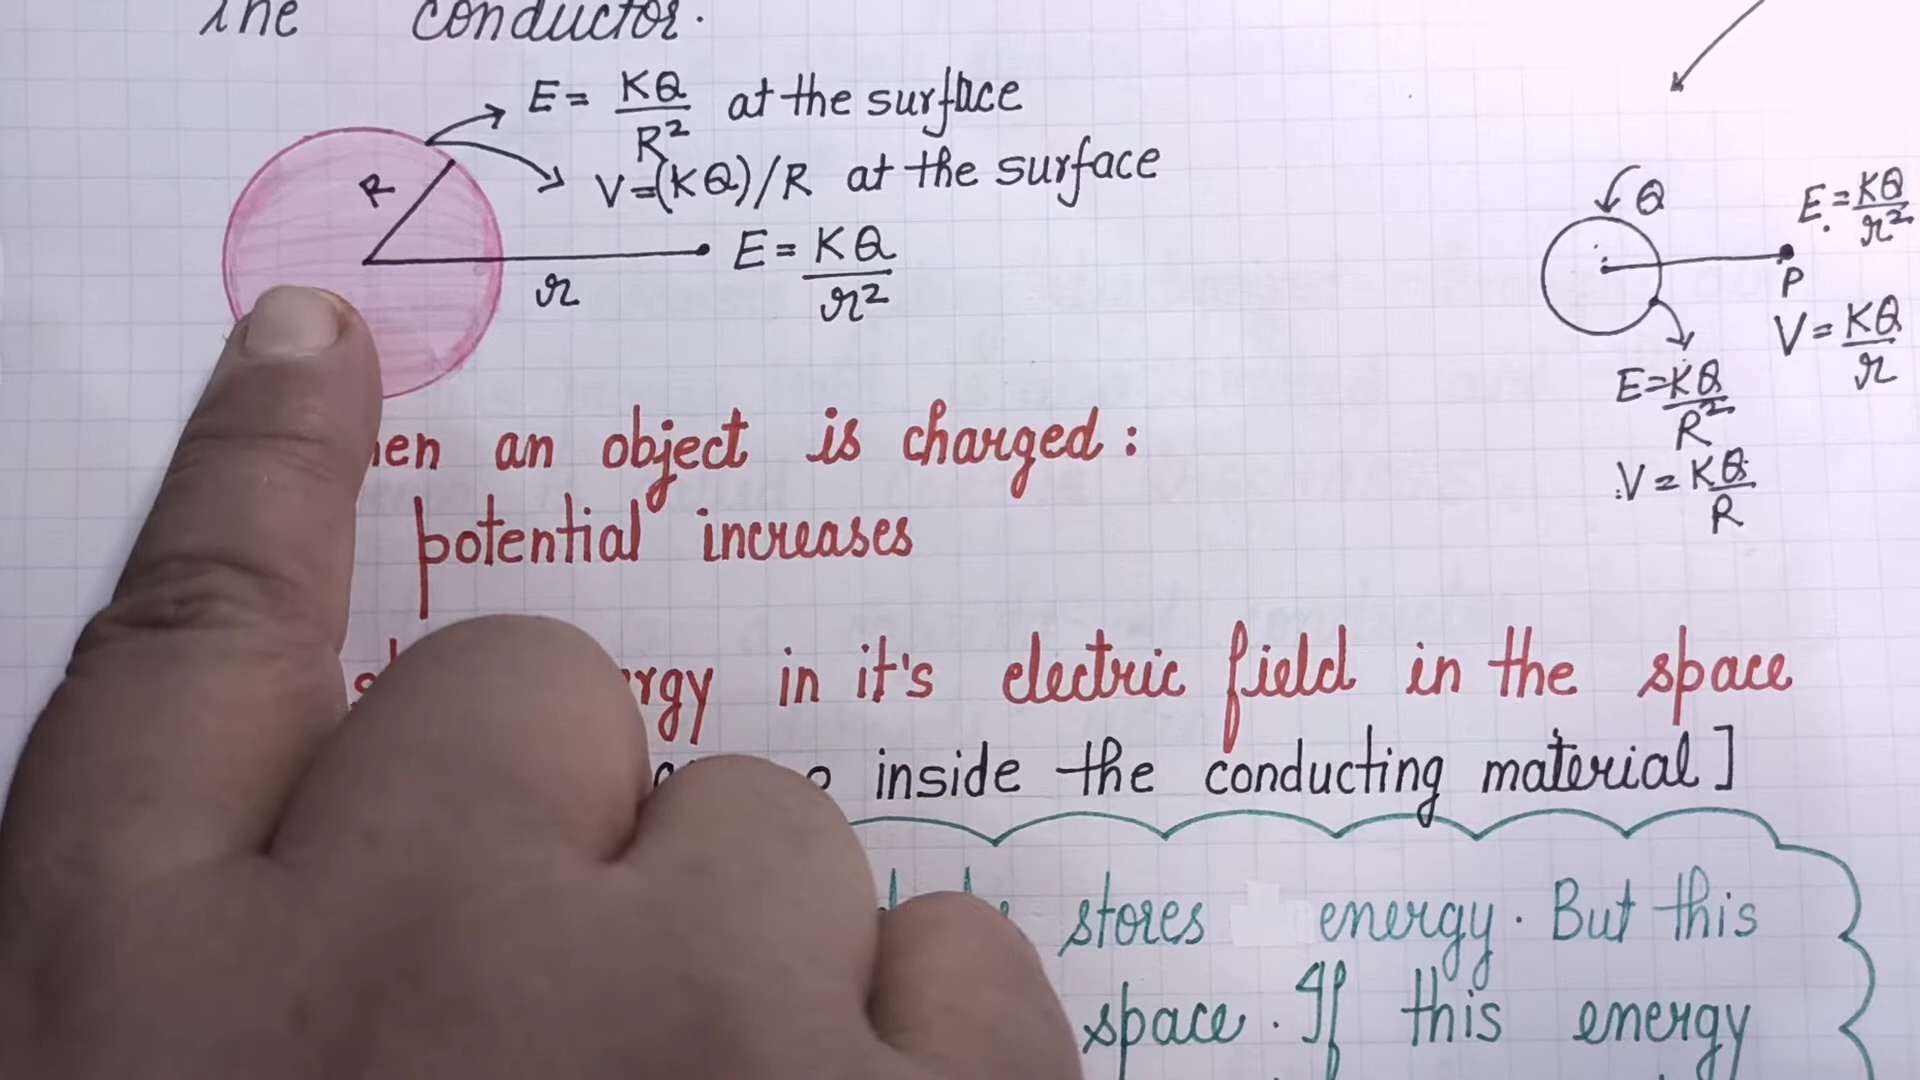 the conductor.
E = KQ/R² at the surface
V=(KQ)/R at the surface
R
r
E = KQ/r²
Q
E = KQ/r²
P
V = KQ/r
E = KQ/R²
V = KQ/R
an object is charged :
potential increases
in it's electric field in the space
inside the conducting material ]
stores energy. But this
space. If this energy